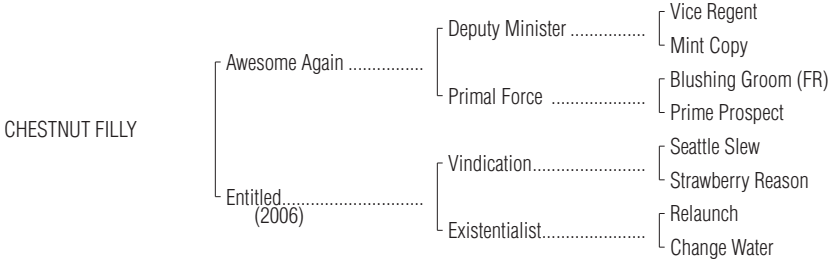 Vice Regent
Deputy Minister ................
Mint Copy
Awesome Again ................
Blushing Groom (FR)
Primal Force ....................
Prime Prospect
CHESTNUT FILLY
Seattle Slew
Vindication........................
Strawberry Reason
Entitled..............................
(2006)
Relaunch
Existentialist......................
Change Water